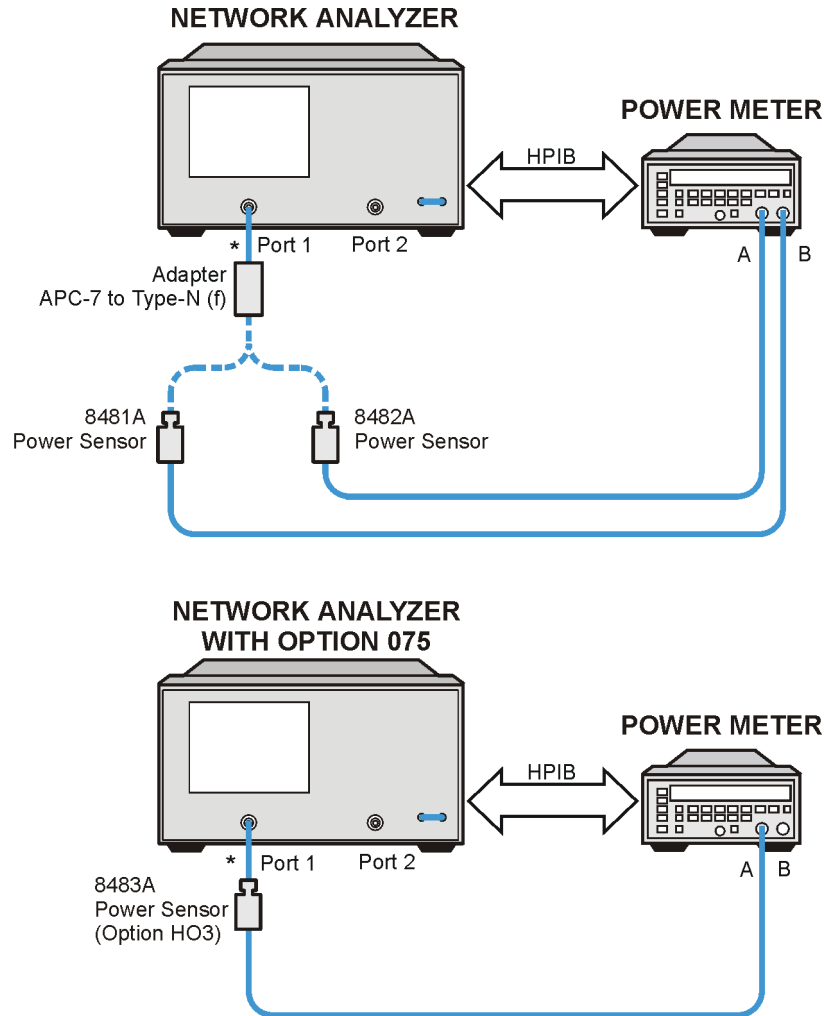 NETWORK ANALYZER
POWER METER
HPIB
* Port 1
Port 2
A
B
Adapter
APC-7 to Type-N (f)
8481A
Power Sensor
8482A
Power Sensor
NETWORK ANALYZER
WITH OPTION 075
POWER METER
HPIB
* Port 1
Port 2
A
B
8483A
Power Sensor
(Option HO3)